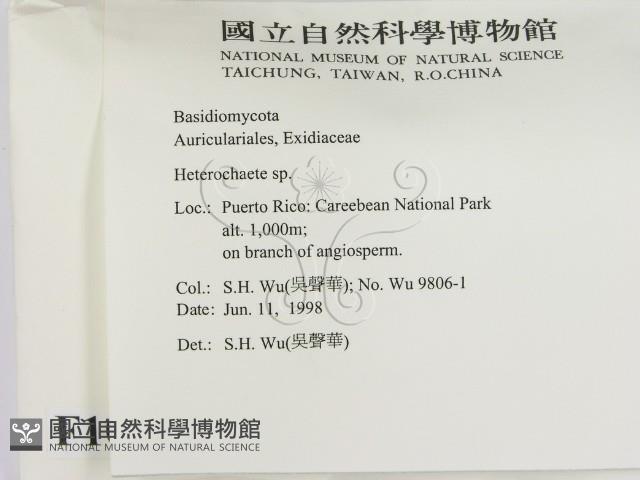 國立自然科學博物館
NATIONAL MUSEUM OF NATURAL SCIENCE
TAICHUNG, TAIWAN, R.O.CHINA
Basidiomycota
Auriculariales, Exidiaceae
Heterochaete sp.
Loc.: Puerto Rico: Careebean National Park
alt. 1,000m;
on branch of angiosperm.
Col.: S.H. Wu(吳聲華); No. Wu 9806-1
Date: Jun. 11, 1998
Det.: S.H. Wu(吳聲華)
國立自然科學博物館
NATIONAL MUSEUM OF NATURAL SCIENCE